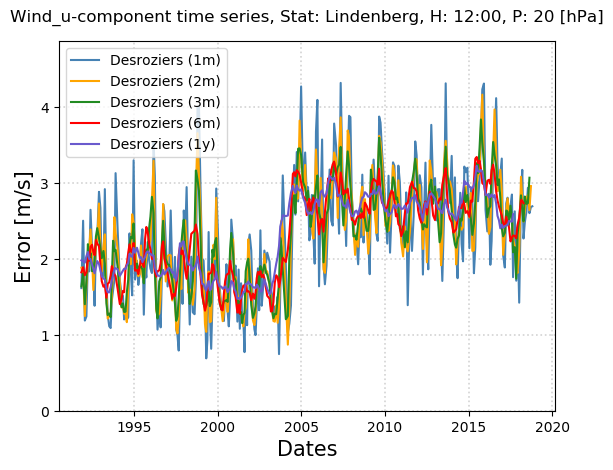 Wind_u-component time series, Stat: Lindenberg, H: 12:00, P: 20 [hPa]
Desroziers (1m)
Desroziers (2m)
Desroziers (3m)
Desroziers (6m)
Desroziers (1y)
Error [m/s]
4
3
2
1
0
1995 2000 2005 2010 2015 2020
Dates